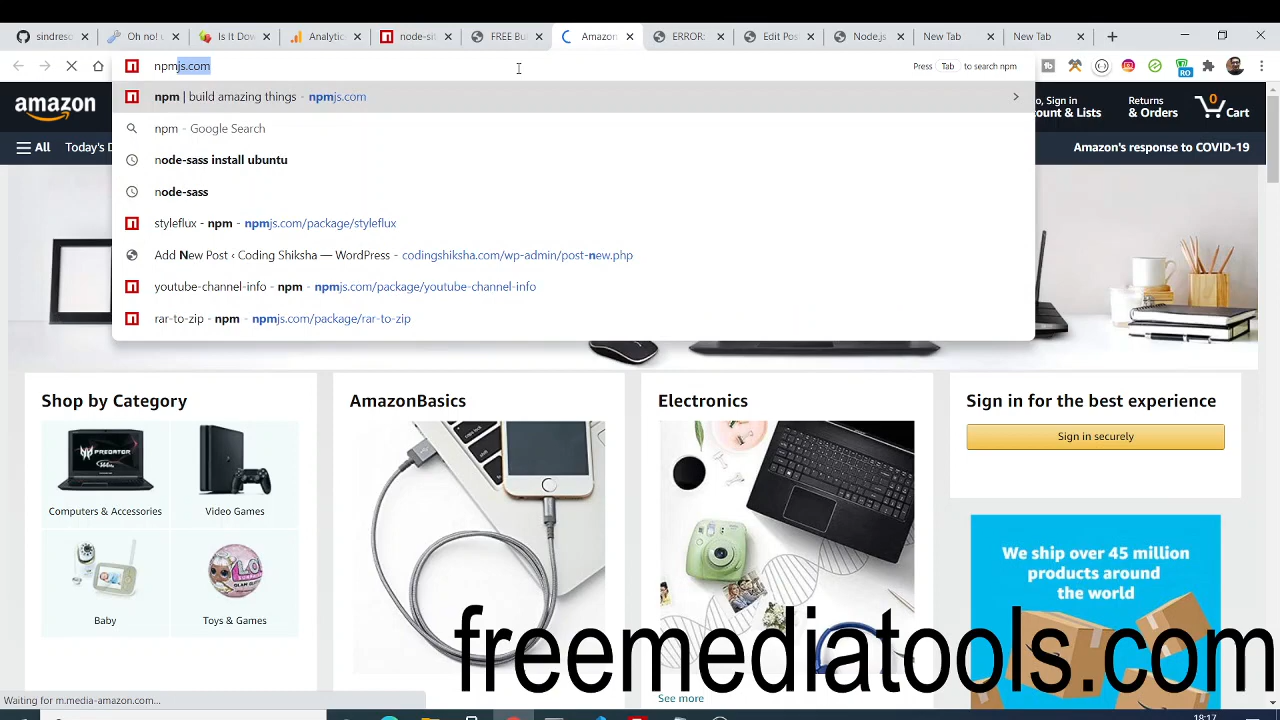 sindreso
Oh no! u
Is It Dow
Analytic
node-sit
FREE Bul
Amazon
ERROR:
Edit Pos
Node.js
New Tab
New Tab
npmjs.com
Press Tab to search npm
npm | build amazing things - npmjs.com
npm - Google Search
node-sass install ubuntu
node-sass
styleflux - npm - npmjs.com/package/styleflux
Add New Post ‹ Coding Shiksha — WordPress - codingshiksha.com/wp-admin/post-new.php
youtube-channel-info - npm - npmjs.com/package/youtube-channel-info
rar-to-zip - npm - npmjs.com/package/rar-to-zip
RO
amazon
o, Sign in
ount & Lists
Returns
& Orders
0
Cart
All
Today's D
Amazon's response to COVID-19
Shop by Category
PREDATOR
Computers & Accessories
Video Games
Baby
Toys & Games
AmazonBasics
Electronics
See more
Sign in for the best experience
Sign in securely
We ship over 45 million
products around
the world
freemediatools.com
Waiting for m.media-amazon.com...
18:17